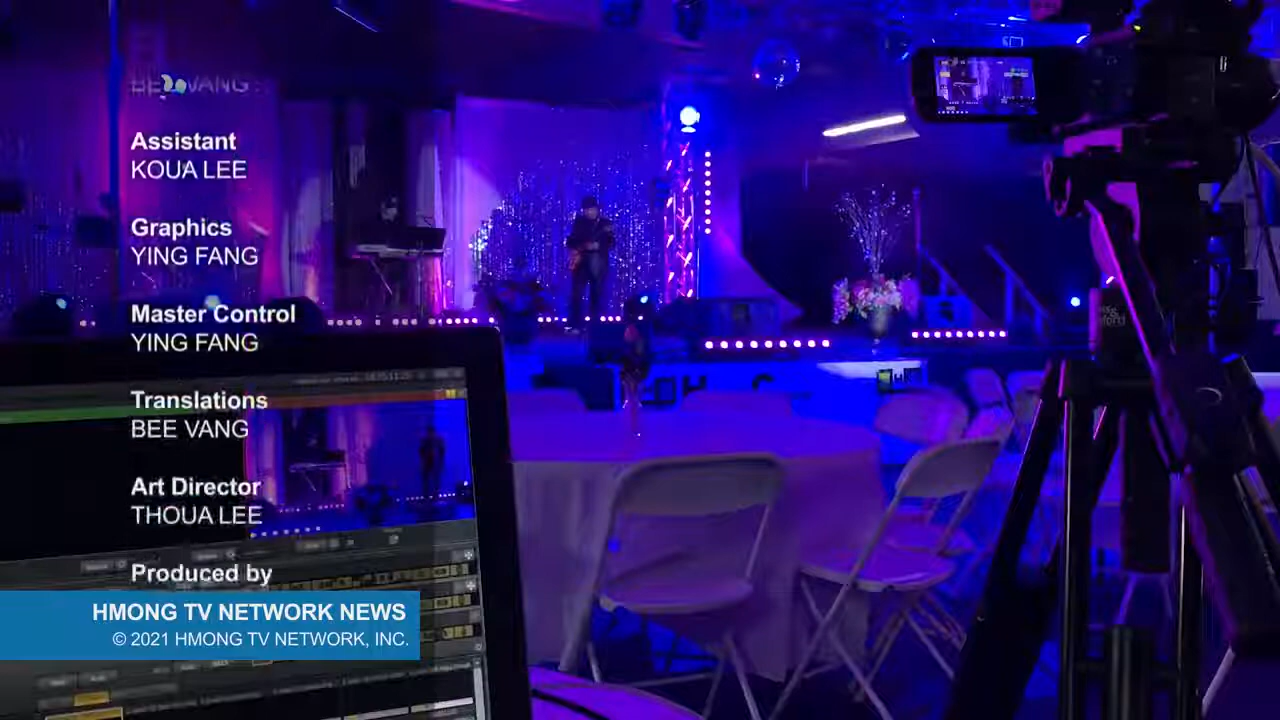 BEE VANG
Assistant
KOUA LEE
Graphics
YING FANG
Master Control
YING FANG
Translations
BEE VANG
Art Director
THOUA LEE
Produced by
HMONG TV NETWORK NEWS
© 2021 HMONG TV NETWORK, INC.